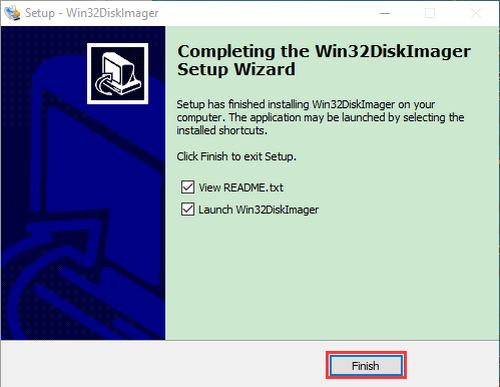 Setup - Win32DiskImager
Completing the Win32DiskImager
Setup Wizard
Setup has finished installing Win32DiskImager on your
computer. The application may be launched by selecting the
installed shortcuts.
Click Finish to exit Setup.
View README.txt
Launch Win32DiskImager
Finish